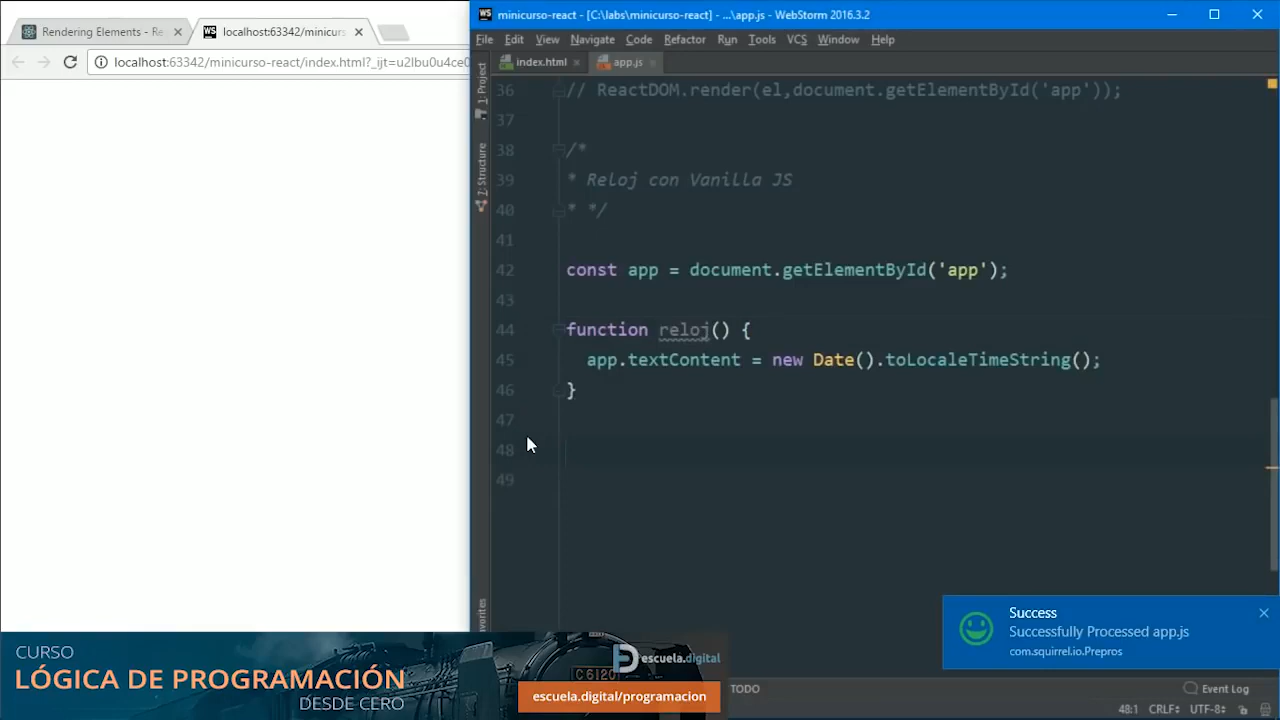 Rendering Elements - Re
localhost:63342/minicurs
localhost:63342/minicurso-react/index.html?_ijt=u2lbu0u4ce0
minicurso-react - [C:\labs\minicurso-react] - ...\app.js - WebStorm 2016.3.2
File Edit View Navigate Code Refactor Run Tools VCS Window Help
index.html app.js
1: Project
7: Structure
Favorites
36 // ReactDOM.render(el,document.getElementById('app'));
37
38 /*
39 * Reloj con Vanilla JS
40 * */
41
42 const app = document.getElementById('app');
43
44 function reloj() {
45 app.textContent = new Date().toLocaleTimeString();
46 }
47
48
49
Success
Successfully Processed app.js
com.squirrel.io.Prepros
CURSO
LÓGICA DE PROGRAMACIÓN
DESDE CERO
C6120
escuela.digital
escuela.digital/programacion
TODO
Event Log
48:1 CRLF÷ UTF-8÷